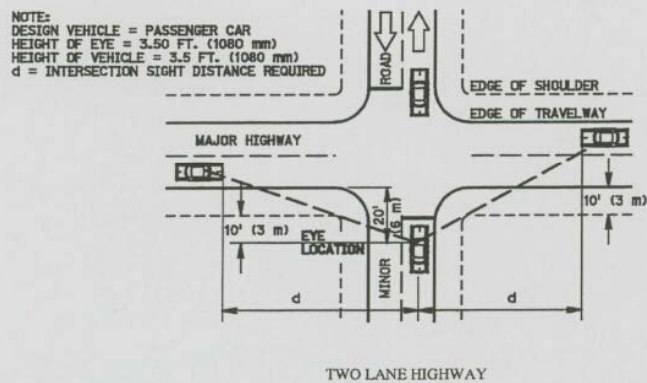 NOTE:
DESIGN VEHICLE = PASSENGER CAR
HEIGHT OF EYE = 3.50 FT. (1080 mm)
HEIGHT OF VEHICLE = 3.5 FT. (1080 mm)
d = INTERSECTION SIGHT DISTANCE REQUIRED
ROAD
EDGE OF SHOULDER
EDGE OF TRAVELWAY
MAJOR HIGHWAY
10' (3 m)
20'
(6 m)
10' (3 m)
EYE
LOCATION
MINOR
d
d
TWO LANE HIGHWAY